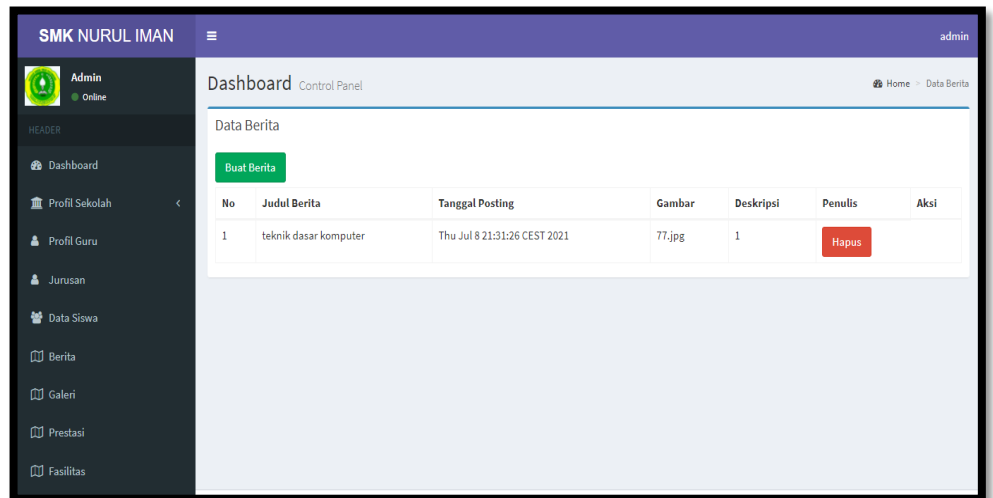 SMK NURUL IMAN
admin
Admin
Online
HEADER
Dashboard
Profil Sekolah
Profil Guru
Jurusan
Data Siswa
Berita
Galeri
Prestasi
Fasilitas
Dashboard Control Panel
Home > Data Berita
Data Berita
Buat Berita
No Judul Berita Tanggal Posting Gambar Deskripsi Penulis Aksi
1 teknik dasar komputer Thu Jul 8 21:31:26 CEST 2021 77.jpg 1 Hapus